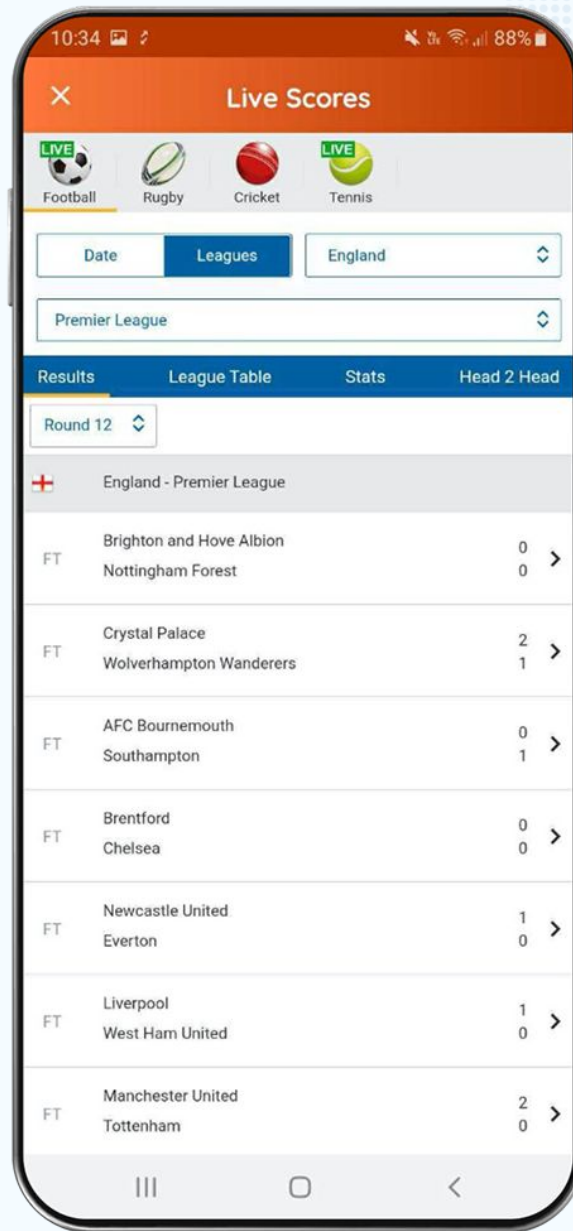 10:34 88%
Live Scores
LIVE LIVE
Football Rugby Cricket Tennis
Date Leagues England
Premier League
Results League Table Stats Head 2 Head
Round 12
England - Premier League
Brighton and Hove Albion 0
FT
Nottingham Forest 0
Crystal Palace 2
FT
Wolverhampton Wanderers 1
AFC Bournemouth 0
FT
Southampton 1
Brentford 0
FT
Chelsea 0
Newcastle United 1
FT
Everton 0
Liverpool 1
FT
West Ham United 0
Manchester United 2
FT
Tottenham 0